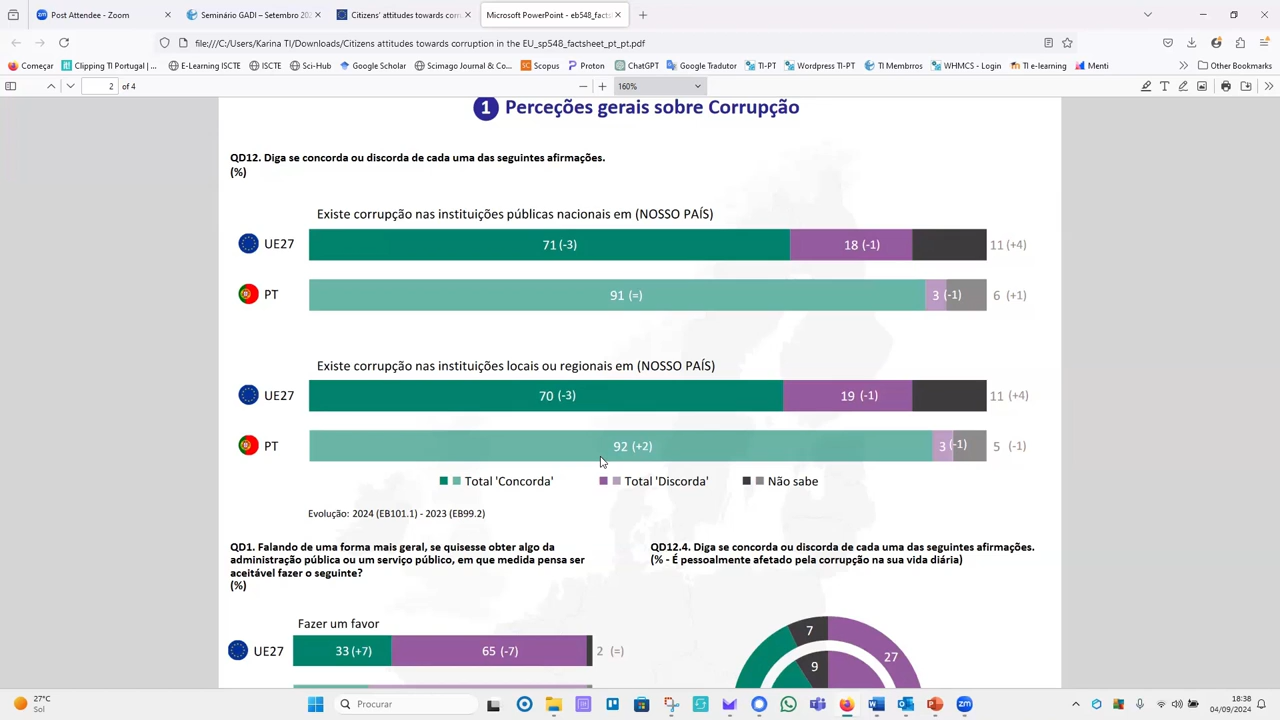 Post Attendee - Zoom
Seminário GADI – Setembro 202
Citizens' attitudes towards corr
Microsoft PowerPoint - eb548_facts
file:///C:/Users/Karina TI/Downloads/Citizens attitudes towards corruption in the EU_sp548_factsheet_pt_pt.pdf
Começar
Clipping TI Portugal | ...
E-Learning ISCTE
ISCTE
Sci-Hub
Google Scholar
Scimago Journal & Co...
Scopus
Proton
ChatGPT
Google Tradutor
TI-PT
Wordpress TI-PT
TI Membrros
WHMCS - Login
TI e-learning
Menti
Other Bookmarks
2 of 4
160%
1 Perceções gerais sobre Corrupção
QD12. Diga se concorda ou discorda de cada uma das seguintes afirmações.
(%)
Existe corrupção nas instituições públicas nacionais em (NOSSO PAÍS)
UE27 71 (-3) 18 (-1) 11 (+4)
PT 91 (=) 3 (-1) 6 (+1)
Existe corrupção nas instituições locais ou regionais em (NOSSO PAÍS)
UE27 70 (-3) 19 (-1) 11 (+4)
PT 92 (+2) 3 (-1) 5 (-1)
Total 'Concorda' Total 'Discorda' Não sabe
Evolução: 2024 (EB101.1) - 2023 (EB99.2)
QD1. Falando de uma forma mais geral, se quisesse obter algo da
administração pública ou um serviço público, em que medida pensa ser
aceitável fazer o seguinte?
(%)
Fazer um favor
UE27 33 (+7) 65 (-7) 2 (=)
QD12.4. Diga se concorda ou discorda de cada uma das seguintes afirmações.
(% - É pessoalmente afetado pela corrupção na sua vida diária)
7
27
9
27°C
Sol
Procurar
18:38
04/09/2024